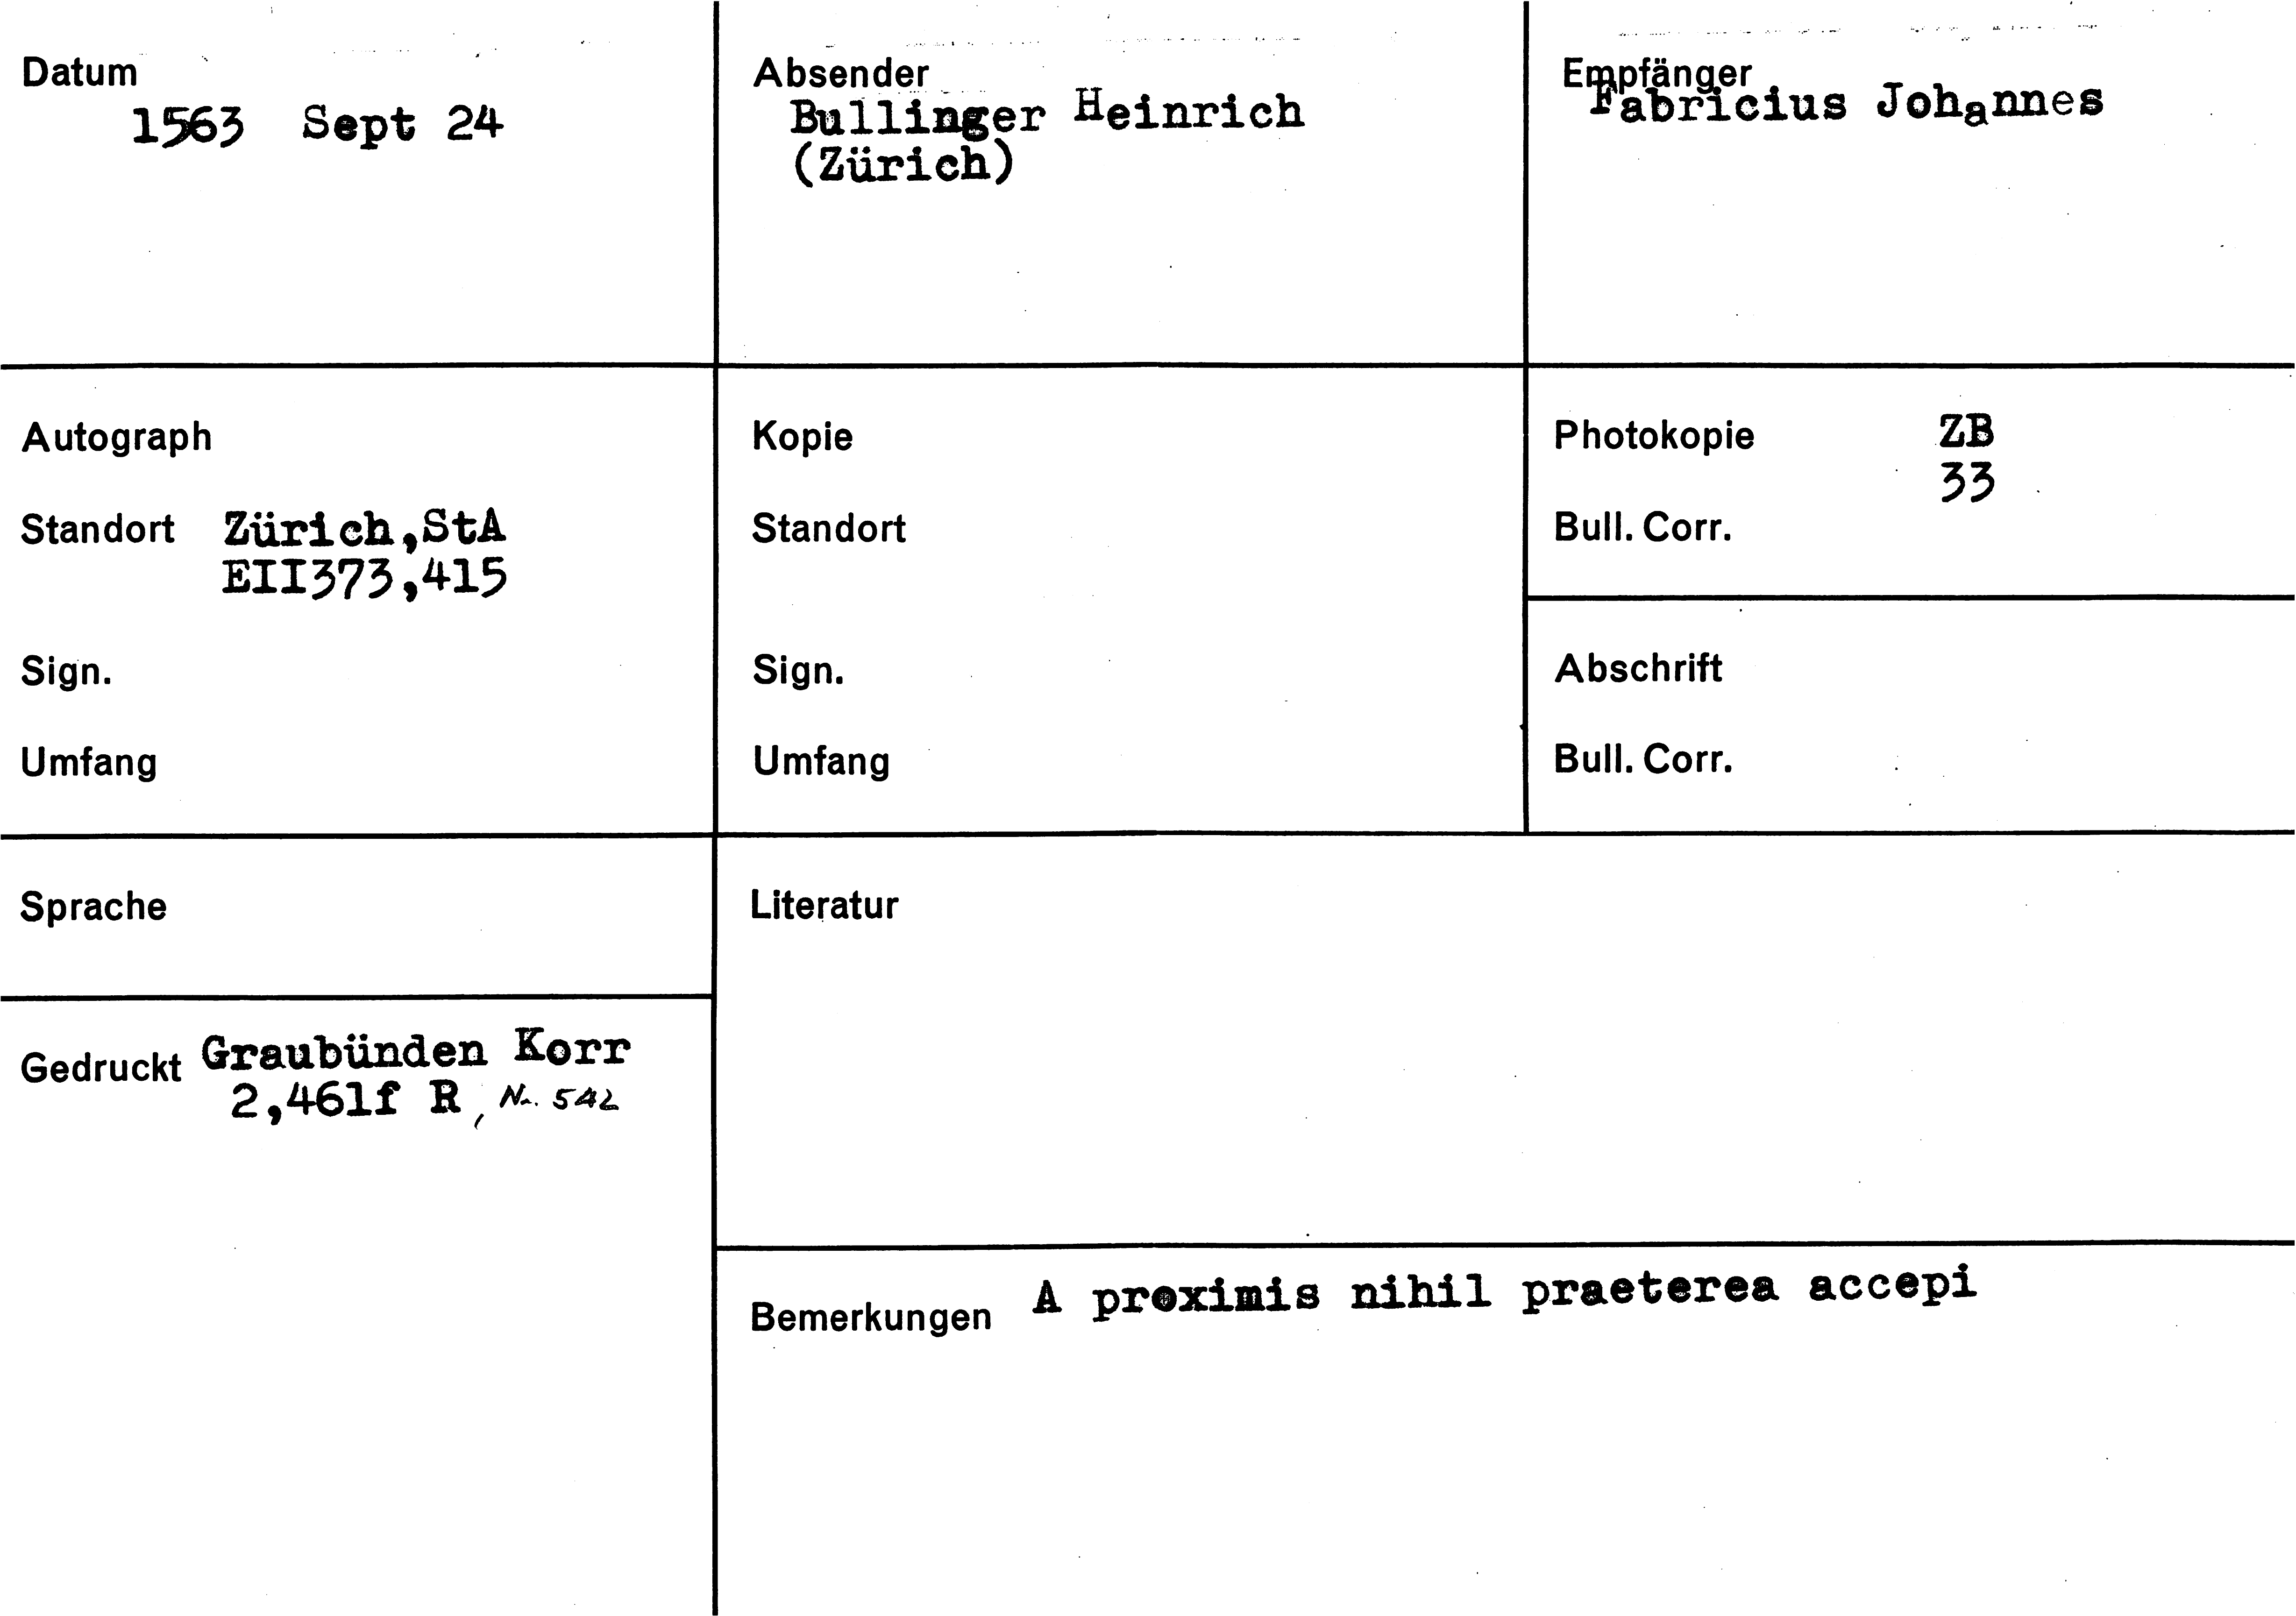 Datum
1563 Sept 24
Absender
Bullinger Heinrich
(Zürich)
Empfänger
Fabricius Johannes
Autograph
Standort Zürich,StA
EII373,415
Sign.
Umfang
Kopie
Standort
Sign.
Umfang
Photokopie ZB
33
Bull. Corr.
Abschrift
Bull. Corr.
Sprache
Gedruckt Graubünden Korr
2,461f R, Nr. 542
Literatur
Bemerkungen A proximis nihil praeterea accepi